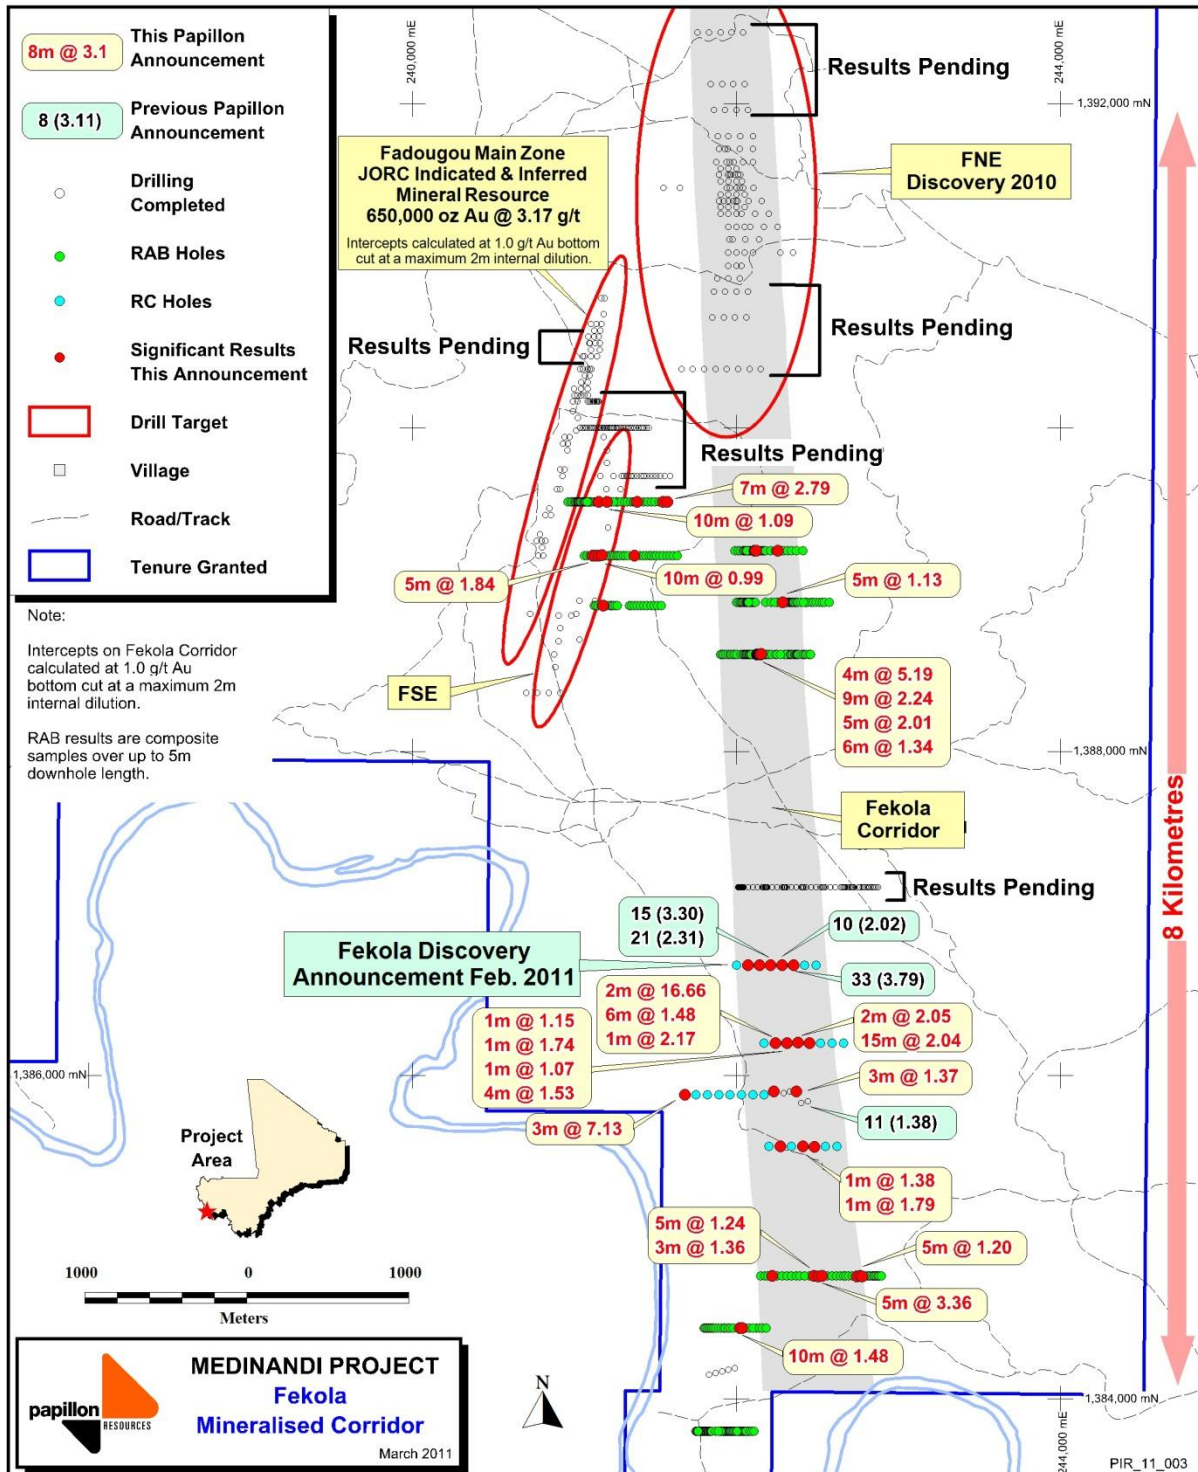 8m @ 3.1
This Papillon
Announcement
8 (3.11)
Previous Papillon
Announcement
Drilling
Completed
RAB Holes
RC Holes
Significant Results
This Announcement
Drill Target
Village
Road/Track
Tenure Granted
Note:
Intercepts on Fekola Corridor
calculated at 1.0 g/t Au
bottom cut at a maximum 2m
internal dilution.
RAB results are composite
samples over up to 5m
downhole length.
240,000 mE
244,000 mE
1,392,000 mN
Results Pending
Fadougou Main Zone
JORC Indicated & Inferred
Mineral Resource
650,000 oz Au @ 3.17 g/t
Intercepts calculated at 1.0 g/t Au bottom
cut at a maximum 2m internal dilution.
FNE
Discovery 2010
Results Pending
Results Pending
Results Pending
7m @ 2.79
10m @ 1.09
5m @ 1.84
10m @ 0.99
5m @ 1.13
FSE
4m @ 5.19
9m @ 2.24
5m @ 2.01
6m @ 1.34
1,388,000 mN
Fekola
Corridor
Results Pending
8 Kilometres
15 (3.30)
21 (2.31)
10 (2.02)
Fekola Discovery
Announcement Feb. 2011
33 (3.79)
2m @ 16.66
6m @ 1.48
1m @ 2.17
2m @ 2.05
15m @ 2.04
1m @ 1.15
1m @ 1.74
1m @ 1.07
4m @ 1.53
1,386,000 mN
3m @ 1.37
11 (1.38)
3m @ 7.13
Project
Area
1m @ 1.38
1m @ 1.79
5m @ 1.24
3m @ 1.36
5m @ 1.20
5m @ 3.36
10m @ 1.48
1000
0
1000
Meters
papillon
RESOURCES
MEDINANDI PROJECT
Fekola
Mineralised Corridor
March 2011
N
1,384,000 mN
244,000 mE
PIR_11_003